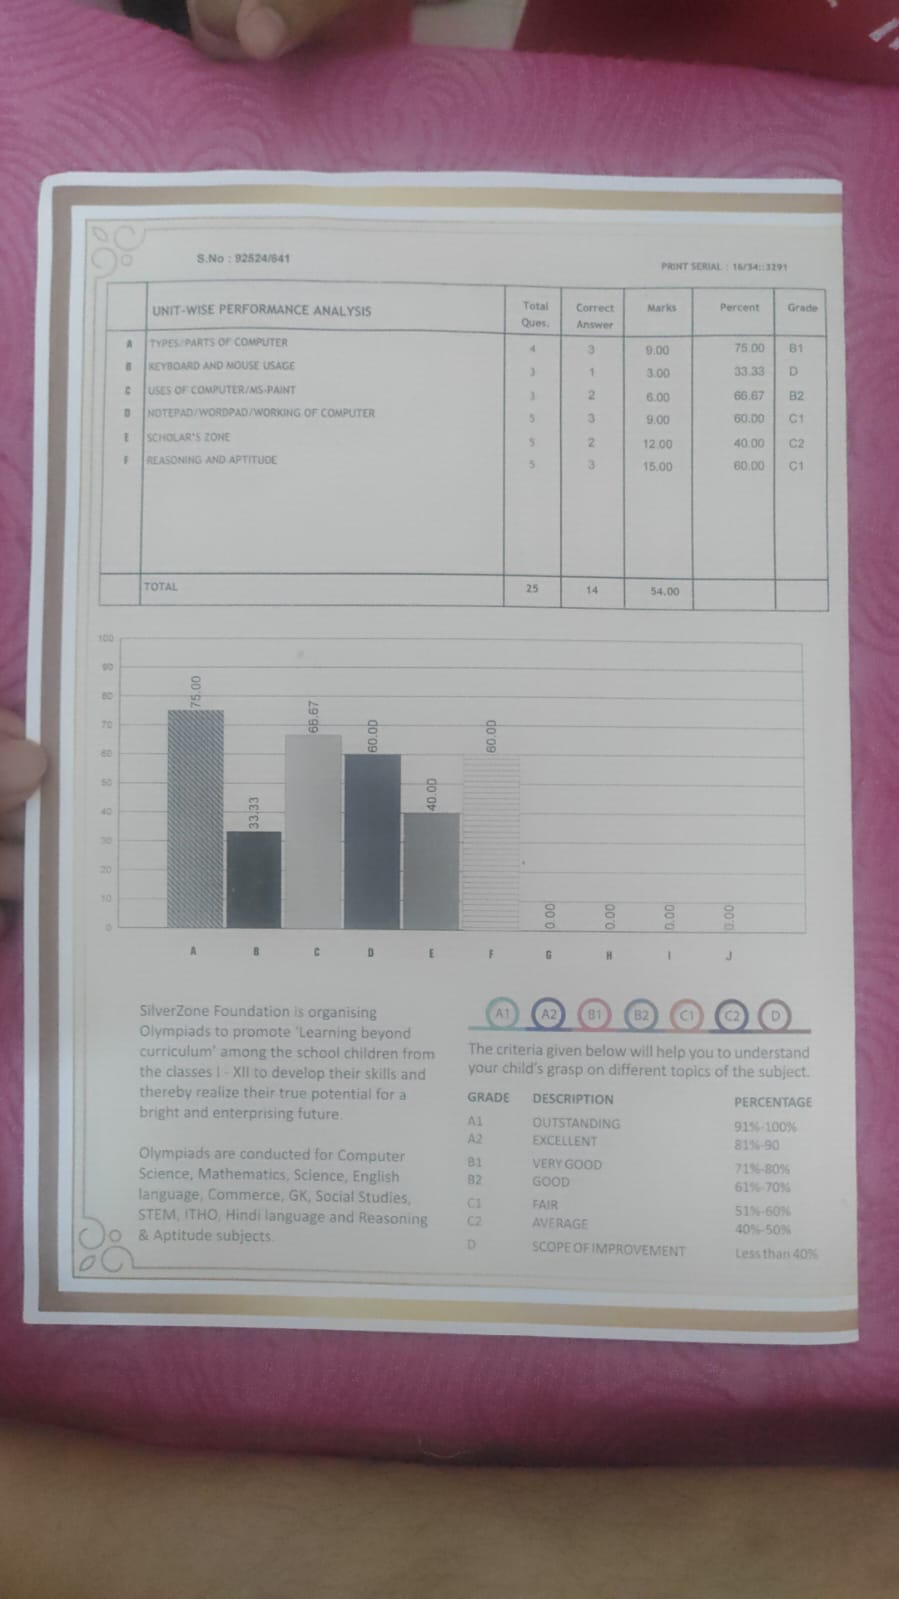 S.No : 92524/641
PRINT SERIAL : 16/34::3291
UNIT-WISE PERFORMANCE ANALYSIS Total Ques. Correct Answer Marks Percent Grade
A TYPES/PARTS OF COMPUTER 4 3 9.00 75.00 B1
B KEYBOARD AND MOUSE USAGE 3 1 3.00 33.33 D
C USES OF COMPUTER/MS-PAINT 3 2 6.00 66.67 B2
D NOTEPAD/WORDPAD/WORKING OF COMPUTER 5 3 9.00 60.00 C1
E SCHOLAR'S ZONE 5 2 12.00 40.00 C2
F REASONING AND APTITUDE 5 3 15.00 60.00 C1
TOTAL 25 14 54.00
100
90
80
70
60
50
40
30
20
10
0
75.00
33.33
66.67
60.00
40.00
60.00
0.00
0.00
0.00
0.00
A B C D E F G H I J
SilverZone Foundation is organising
Olympiads to promote 'Learning beyond
curriculum' among the school children from
the classes I - XII to develop their skills and
thereby realize their true potential for a
bright and enterprising future.
Olympiads are conducted for Computer
Science, Mathematics, Science, English
language, Commerce, GK, Social Studies,
STEM, ITHO, Hindi language and Reasoning
& Aptitude subjects.
A1 A2 B1 B2 C1 C2 D
The criteria given below will help you to understand
your child's grasp on different topics of the subject.
GRADE DESCRIPTION PERCENTAGE
A1 OUTSTANDING 91%-100%
A2 EXCELLENT 81%-90
B1 VERY GOOD 71%-80%
B2 GOOD 61%-70%
C1 FAIR 51%-60%
C2 AVERAGE 40%-50%
D SCOPE OF IMPROVEMENT Less than 40%